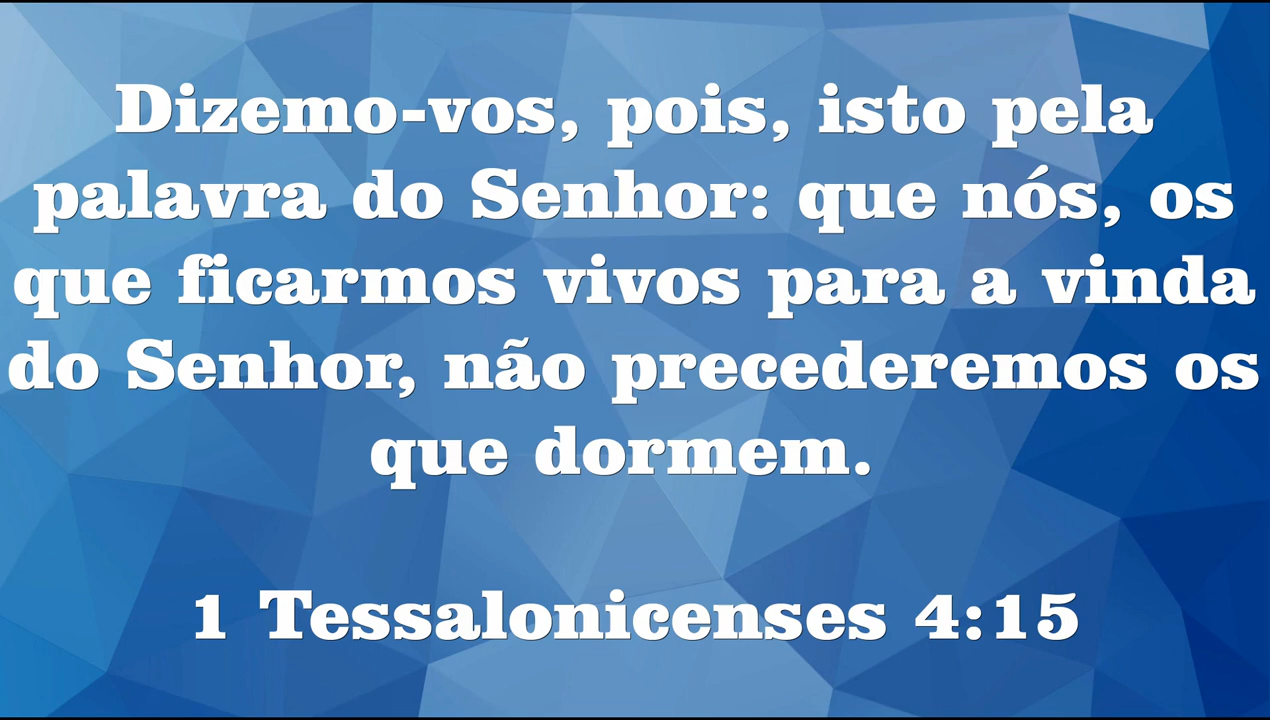 Dizemo-vos, pois, isto pela
palavra do Senhor: que nós, os
que ficarmos vivos para a vinda
do Senhor, não precederemos os
que dormem.
1 Tessalonicenses 4:15